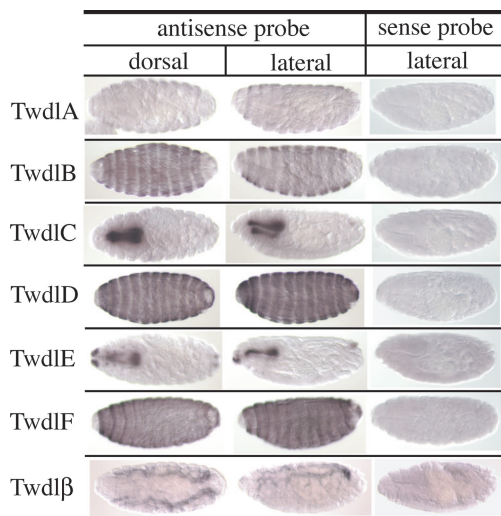 antisense probe sense probe
dorsal lateral lateral
TwdlA
TwdlB
TwdlC
TwdlD
TwdlE
TwdlF
Twdlβ